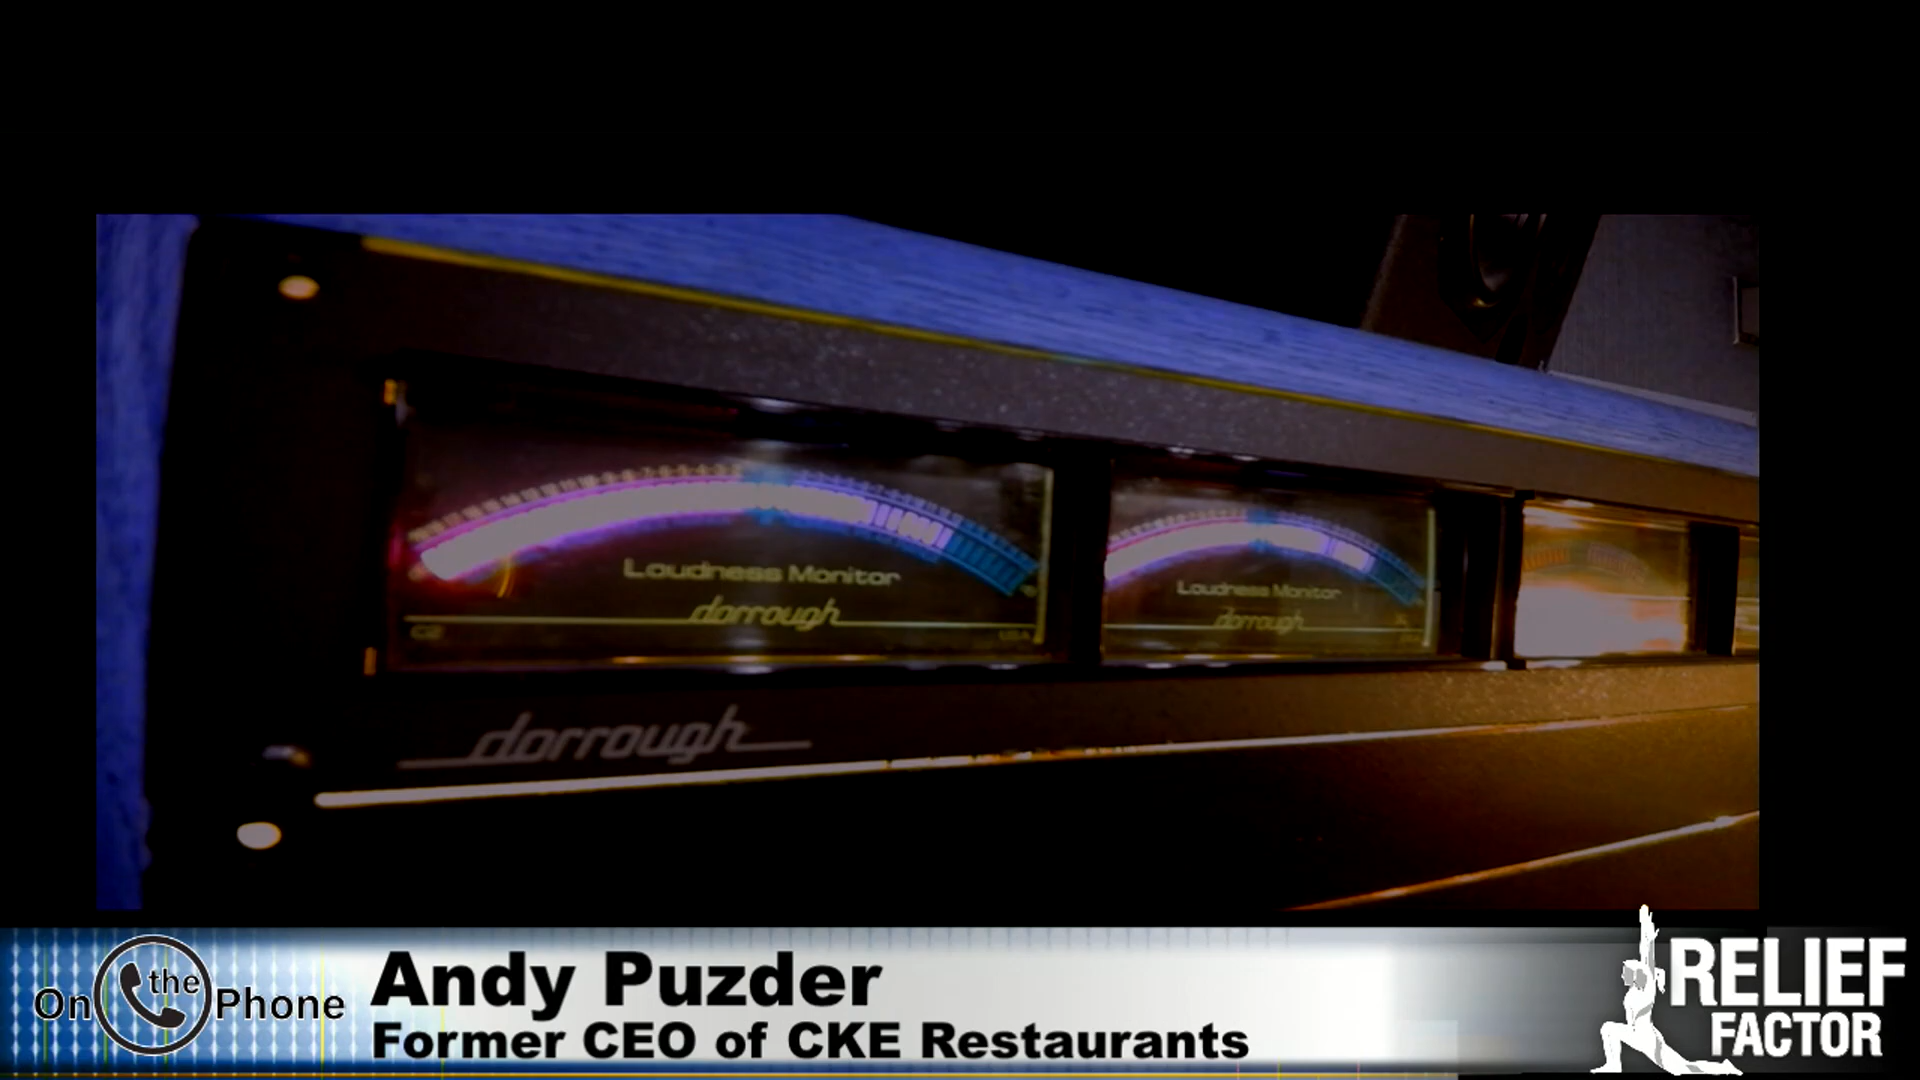 Loudness Monitor
dorrough
USA
Loudness Monitor
dorrough
dorrough
On the Phone
Andy Puzder
Former CEO of CKE Restaurants
RELIEF
FACTOR